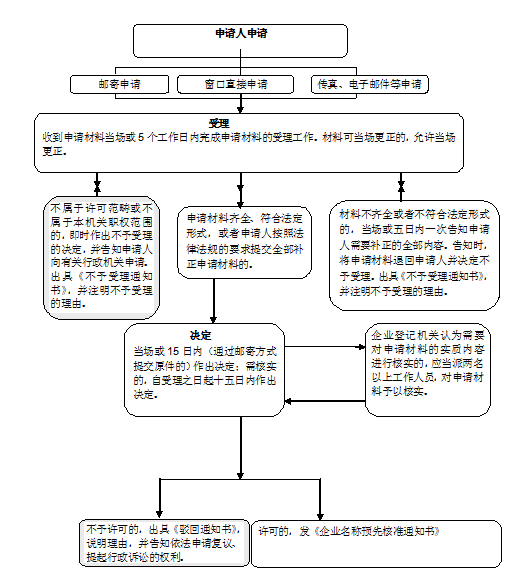 申请人申请
邮寄申请
窗口直接申请
传真、电子邮件等申请
受理
收到申请材料当场或 5 个工作日内完成申请材料的受理工作。材料可当场更正的，允许当场
更正。
不属于许可范畴或不
属于本机关职权范围
的，即时作出不予受理
的决定，并告知申请人
向有关行政机关申请。
出具《不予受理通知
书》，并注明不予受理
的理由。
申请材料齐全、符合法定
形式，或者申请人按照法
律法规的要求提交全部补
正申请材料的。
材料不齐全或者不符合法定形式
的，当场或五日内一次告知申请
人需要补正的全部内容。告知时，
将申请材料退回申请人并决定不
予受理。出具《不予受理通知书》，
并注明不予受理的理由。
决定
当场或 15 日内（通过邮寄方式
提交原件的）作出决定；需核实
的，自受理之日起十五日内作出
决定。
企业登记机关认为需要
对申请材料的实质内容
进行核实的，应当派两名
以上工作人员，对申请材
料予以核实。
不予许可的，出具《驳回通知书》，
说明理由，并告知依法申请复议、
提起行政诉讼的权利。
许可的，发《企业名称预先核准通知书》